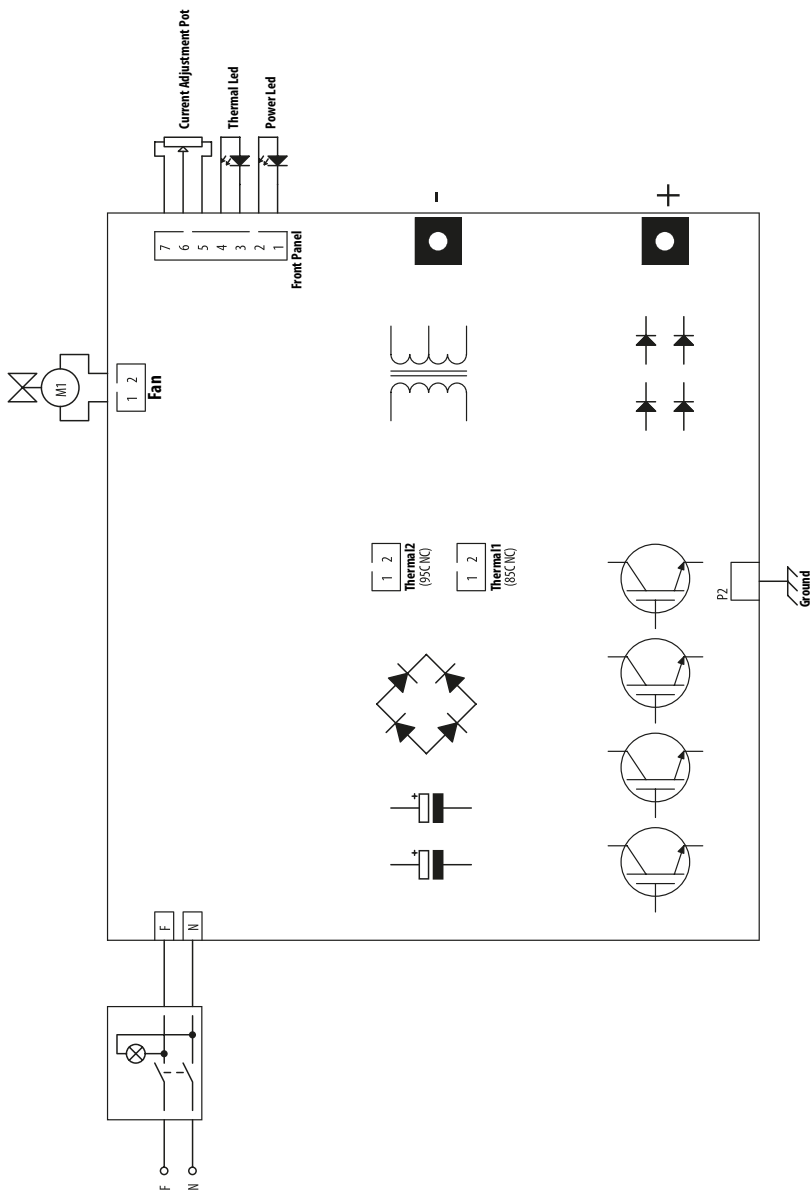 Current Adjustment Pot
Thermal Led
Power Led
7
6
5
4
3
2
1
Front Panel
-
+
M1
1 2
Fan
1 2
Thermal2
(95C NC)
1 2
Thermal1
(85C NC)
P2
Ground
+
+
F
N
F
N